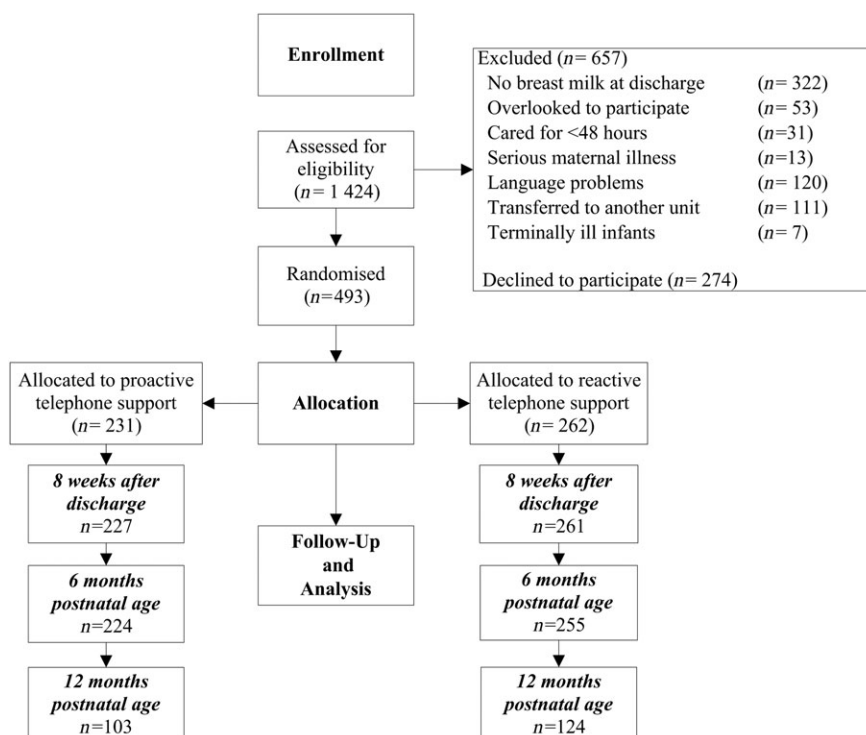 Enrollment
Excluded (n= 657)
No breast milk at discharge (n= 322)
Overlooked to participate (n= 53)
Cared for <48 hours (n=31)
Serious maternal illness (n=13)
Language problems (n= 120)
Transferred to another unit (n= 111)
Terminally ill infants (n= 7)
Declined to participate (n= 274)
Assessed for
eligibility
(n= 1 424)
Randomised
(n=493)
Allocated to proactive
telephone support
(n= 231)
Allocation
Allocated to reactive
telephone support
(n= 262)
8 weeks after
discharge
n=227
Follow-Up
and
Analysis
8 weeks after
discharge
n=261
6 months
postnatal age
n=224
6 months
postnatal age
n=255
12 months
postnatal age
n=103
12 months
postnatal age
n=124